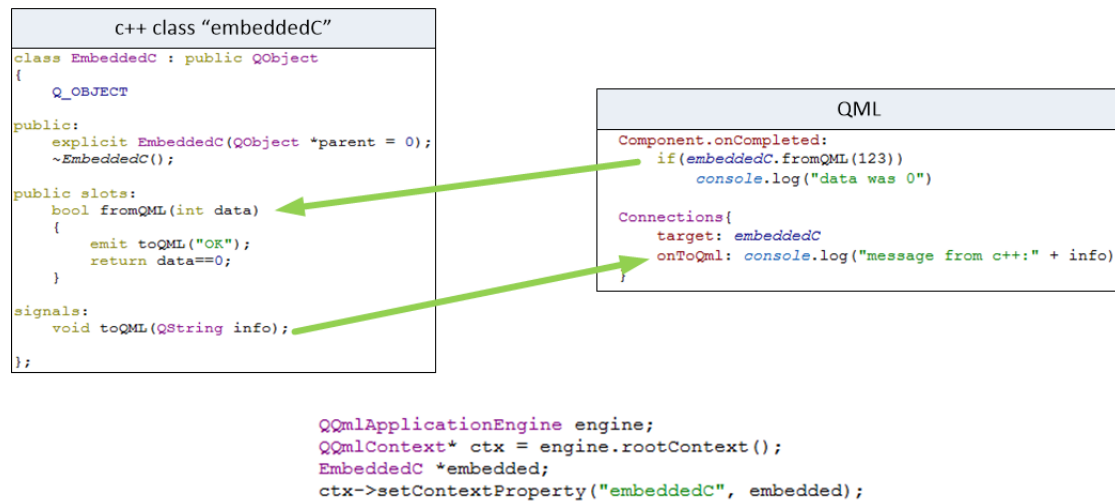 c++ class “embeddedC”
class EmbeddedC : public QObject
{
    Q_OBJECT

public:
    explicit EmbeddedC(QObject *parent = 0);
    ~EmbeddedC();

public slots:
    bool fromQML(int data)
    {
        emit toQML("OK");
        return data==0;
    }

signals:
    void toQML(QString info);

};
QML
Component.onCompleted:
    if(embeddedC.fromQML(123))
        console.log("data was 0")

Connections{
    target: embeddedC
    onToQml: console.log("message from c++:" + info)
}
QQmlApplicationEngine engine;
QQmlContext* ctx = engine.rootContext();
EmbeddedC *embedded;
ctx->setContextProperty("embeddedC", embedded);